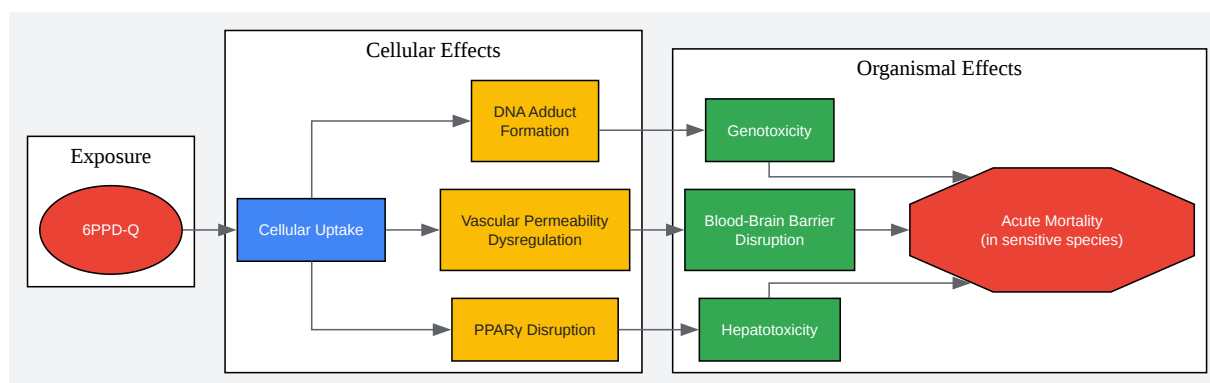 Exposure
6PPD-Q
Cellular Effects
Cellular Uptake
DNA Adduct
Formation
Vascular Permeability
Dysregulation
PPARγ Disruption
Organismal Effects
Genotoxicity
Blood-Brain Barrier
Disruption
Hepatotoxicity
Acute Mortality
(in sensitive species)